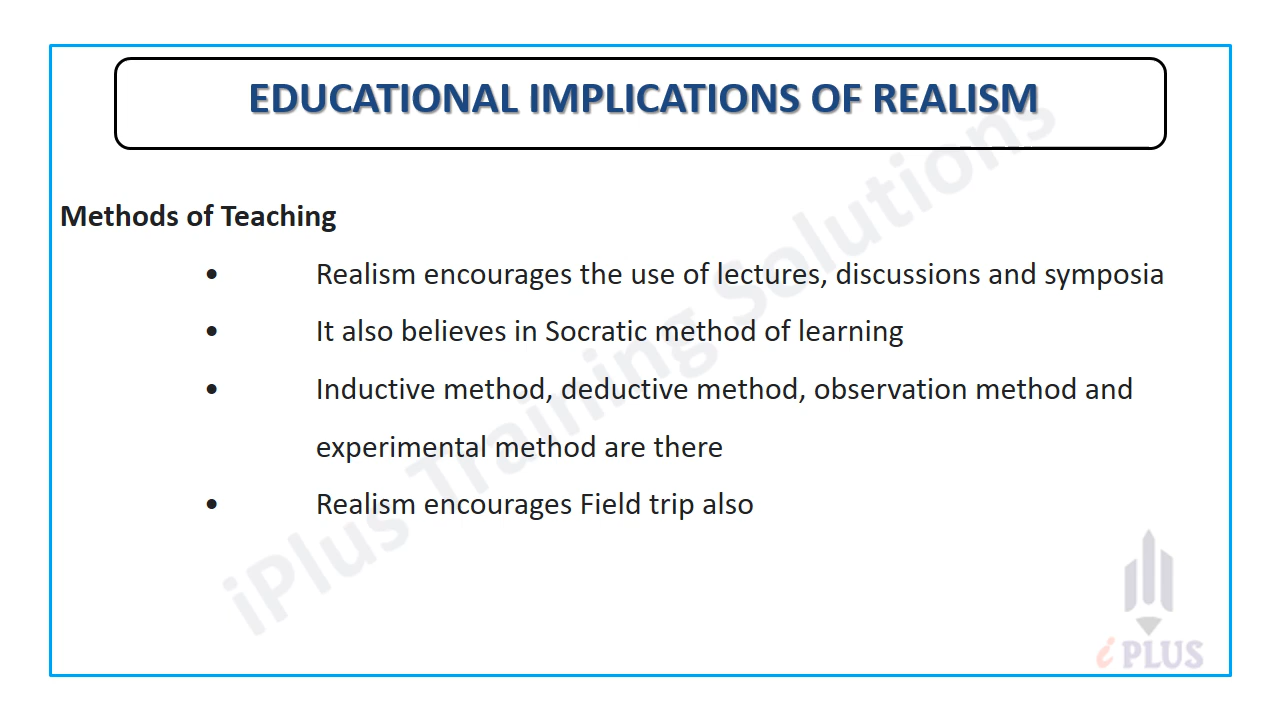 EDUCATIONAL IMPLICATIONS OF REALISM
Methods of Teaching
• Realism encourages the use of lectures, discussions and symposia
• It also believes in Socratic method of learning
• Inductive method, deductive method, observation method and
experimental method are there
• Realism encourages Field trip also
iPlus Training Solutions
i PLUS